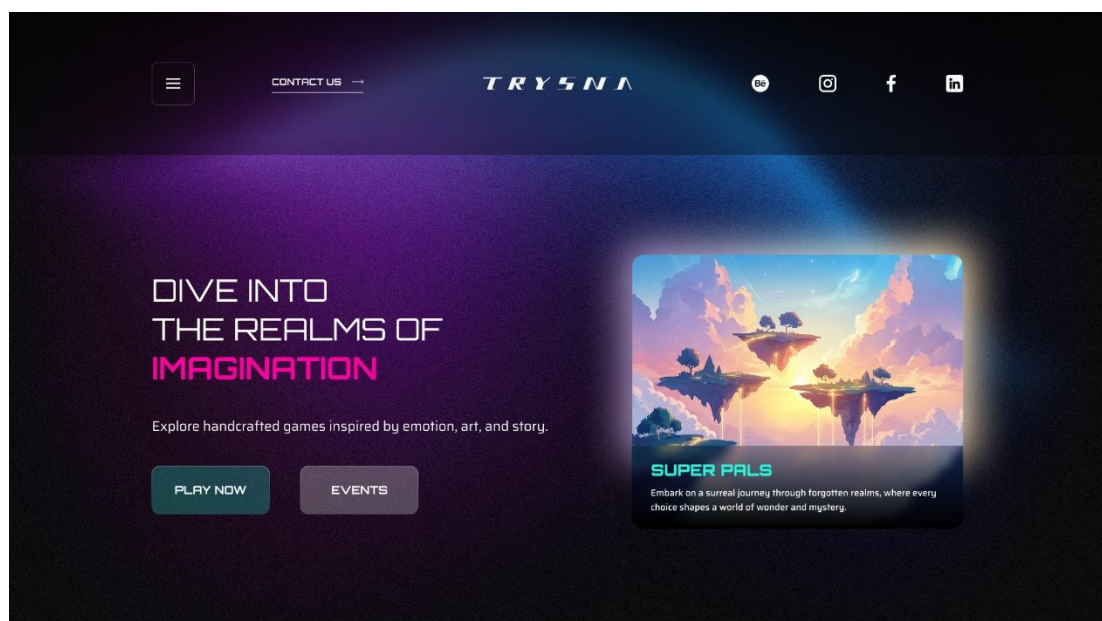 CONTACT US →
TRYSNA
Bē
f
in
DIVE INTO
THE REALMS OF
IMAGINATION
Explore handcrafted games inspired by emotion, art, and story.
PLAY NOW
EVENTS
SUPER PALS
Embark on a surreal journey through forgotten realms, where every
choice shapes a world of wonder and mystery.